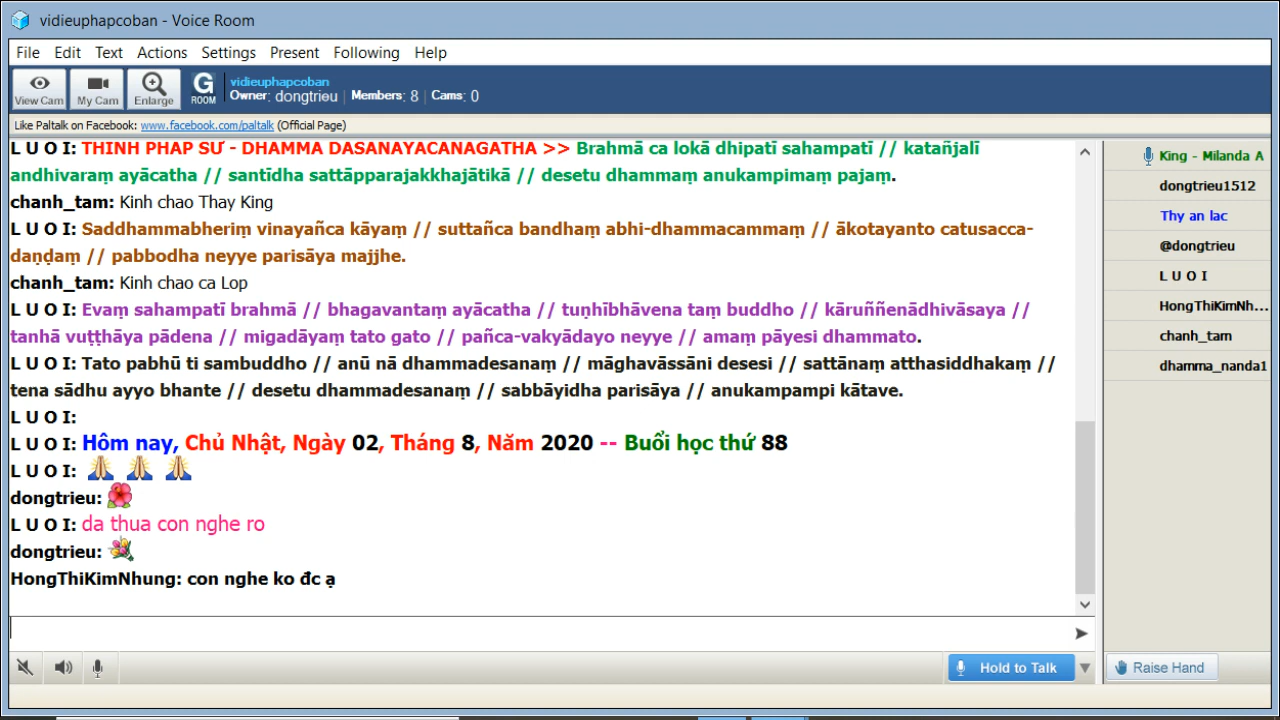 vidieuphapcoban - Voice Room
File Edit Text Actions Settings Present Following Help
View Cam My Cam Enlarge G ROOM
vidieuphapcoban
Owner: dongtrieu | Members: 8 | Cams: 0
Like Paltalk on Facebook: www.facebook.com/paltalk (Official Page)
L U O I: THỈNH PHÁP SƯ - DHAMMA DASANAYACANAGATHA >> Brahmā ca lokā dhipatī sahampatī // katañjalī
andhivaraṃ ayācatha // santīdha sattāpparajakkhajātikā // desetu dhammaṃ anukampimaṃ pajaṃ.
chanh_tam: Kinh chao Thay King
L U O I: Saddhammabheriṃ vinayañca kāyaṃ // suttañca bandhaṃ abhi-dhammacammaṃ // ākotayanto catusacca-
daṇḍaṃ // pabbodha neyye parisāya majjhe.
chanh_tam: Kinh chao ca Lop
L U O I: Evaṃ sahampatī brahmā // bhagavantaṃ ayācatha // tuṇhībhāvena taṃ buddho // kāruññenādhivāsaya //
tanhā vuṭṭhāya pādena // migadāyaṃ tato gato // pañca-vakyādayo neyye // amaṃ pāyesi dhammato.
L U O I: Tato pabhū ti sambuddho // anū nā dhammadesanaṃ // māghavāssāni desesi // sattānaṃ atthasiddhakaṃ //
tena sādhu ayyo bhante // desetu dhammadesanaṃ // sabbāyidha parisāya // anukampampi kātave.
L U O I:
L U O I: Hôm nay, Chủ Nhật, Ngày 02, Tháng 8, Năm 2020 -- Buổi học thứ 88
L U O I: 🙏 🙏 🙏
dongtrieu: 🌺
L U O I: da thua con nghe ro
dongtrieu: 💐
HongThiKimNhung: con nghe ko đc ạ
King - Milanda A
dongtrieu1512
Thy an lac
@dongtrieu
L U O I
HongThiKimNh...
chanh_tam
dhamma_nanda1
Hold to Talk
Raise Hand